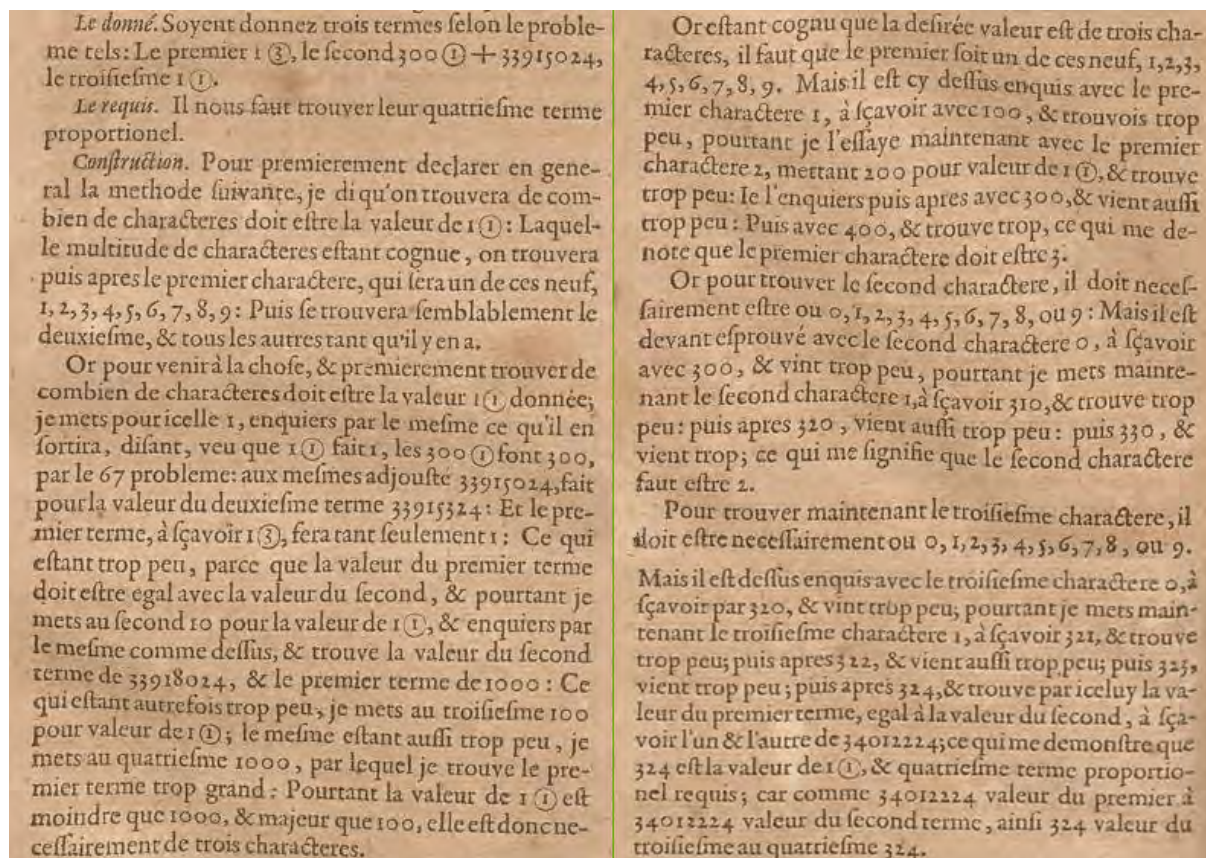 Le donné. Soyent donnez trois termes ſelon le proble-
me tels: Le premier 1 ③, le ſecond 300 ① + 33915024,
le troiſieſme 1 ①.
Le requis. Il nous faut trouver leur quatrieſme terme
proportionel.
Conſtruction. Pour premierement declarer en gene-
ral la methode ſuivante, je di qu'on trouvera de com-
bien de characteres doit eſtre la valeur de 1 ①: Laquel-
le multitude de characteres eſtant cognue, on trouvera
puis apres le premier charactere, qui ſera un de ces neuf,
1, 2, 3, 4, 5, 6, 7, 8, 9: Puis ſe trouvera ſemblablement le
deuxieſme, & tous les autres tant qu'il y en a.
Or pour venir à la choſe, & premierement trouver de
combien de characteres doit eſtre la valeur 1 ① donnée;
je mets pour icelle 1, enquiers par le meſme ce qu'il en
ſortira, diſant, veu que 1 ① fait 1, les 300 ① font 300,
par le 67 probleme: aux meſmes adjouſté 33915024, fait
pour la valeur du deuxieſme terme 33915324: Et le pre-
mier terme, à ſçavoir 1 ③, fera tant ſeulement 1: Ce qui
eſtant trop peu, parce que la valeur du premier terme
doit eſtre egal avec la valeur du ſecond, & pourtant je
mets au ſecond 10 pour la valeur de 1 ①, & enquiers par
le meſme comme deſſus, & trouve la valeur du ſecond
terme de 33918024, & le premier terme de 1000: Ce
qui eſtant autrefois trop peu, je mets au troiſieſme 100
pour valeur de 1 ①; le meſme eſtant auſſi trop peu, je
mets au quatrieſme 1000, par lequel je trouve le pre-
mier terme trop grand: Pourtant la valeur de 1 ① eſt
moindre que 1000, & majeur que 100, elle eſt donc ne-
ceſſairement de trois characteres.
Or eſtant cognu que la deſirée valeur eſt de trois cha-
racteres, il faut que le premier ſoit un de ces neuf, 1, 2, 3,
4, 5, 6, 7, 8, 9. Mais il eſt cy deſſus enquis avec le pre-
mier charactere 1, à ſçavoir avec 100, & trouvois trop
peu, pourtant je l'eſſaye maintenant avec le premier
charactere 2, mettant 200 pour valeur de 1 ①, & trouve
trop peu: Ie l'enquiers puis apres avec 300, & vient auſſi
trop peu: Puis avec 400, & trouve trop, ce qui me de-
note que le premier charactere doit eſtre 3.
Or pour trouver le ſecond charactere, il doit neceſ-
ſairement eſtre ou 0, 1, 2, 3, 4, 5, 6, 7, 8, ou 9: Mais il eſt
devant eſprouvé avec le ſecond charactere 0, à ſçavoir
avec 300, & vint trop peu, pourtant je mets mainte-
nant le ſecond charactere 1, à ſçavoir 310, & trouve trop
peu: puis apres 320, vient auſſi trop peu: puis 330, &
vient trop; ce qui me ſignifie que le ſecond charactere
faut eſtre 2.
Pour trouver maintenant le troiſieſme charactere, il
doit eſtre neceſſairement ou 0, 1, 2, 3, 4, 5, 6, 7, 8, ou 9.
Mais il eſt deſſus enquis avec le troiſieſme charactere 0, à
ſçavoir par 320, & vint trop peu; pourtant je mets main-
tenant le troiſieſme charactere 1, à ſçavoir 321, & trouve
trop peu; puis apres 322, & vient auſſi trop peu; puis 323,
vient trop peu; puis apres 324, & trouve par iceluy la va-
leur du premier terme, egal à la valeur du ſecond, à ſça-
voir l'un & l'autre de 34012224; ce qui me demonſtre que
324 eſt la valeur de 1 ①, & quatrieſme terme proportio-
nel requis; car comme 34012224 valeur du premier à
34012224 valeur du ſecond terme, ainſi 324 valeur du
troiſieſme au quatrieſme 324.